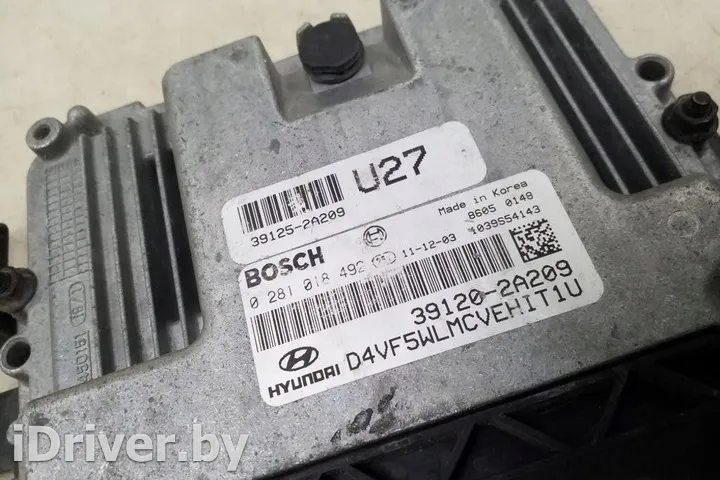 U27
39125-2A209
BOSCH
Made in Korea
8605 0148
0 281 018 492
11-12-03
1039S54143
39120-2A209
D4VF5WLMCVEHIT1U
HYUNDAI
iDriver.by